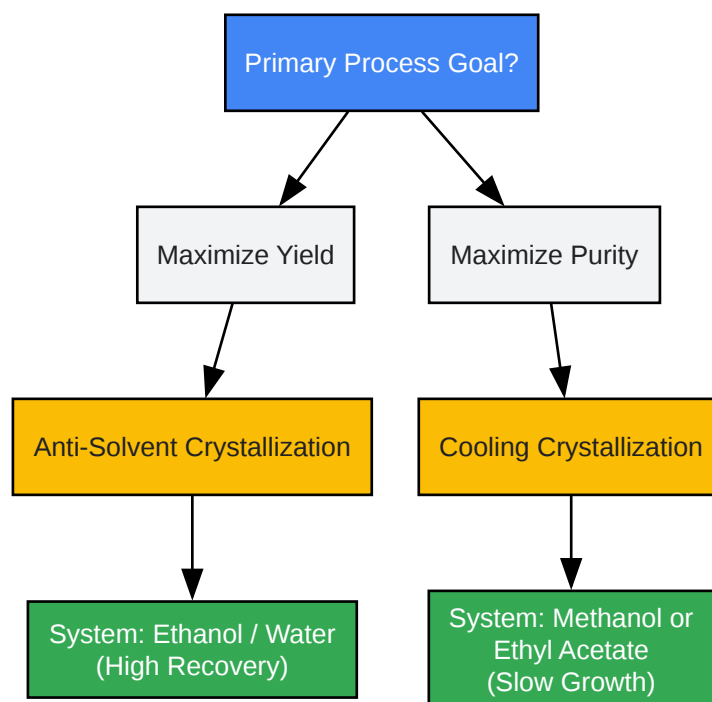 Primary Process Goal?
Maximize Yield
Maximize Purity
Anti-Solvent Crystallization
Cooling Crystallization
System: Ethanol / Water
(High Recovery)
System: Methanol or
Ethyl Acetate
(Slow Growth)